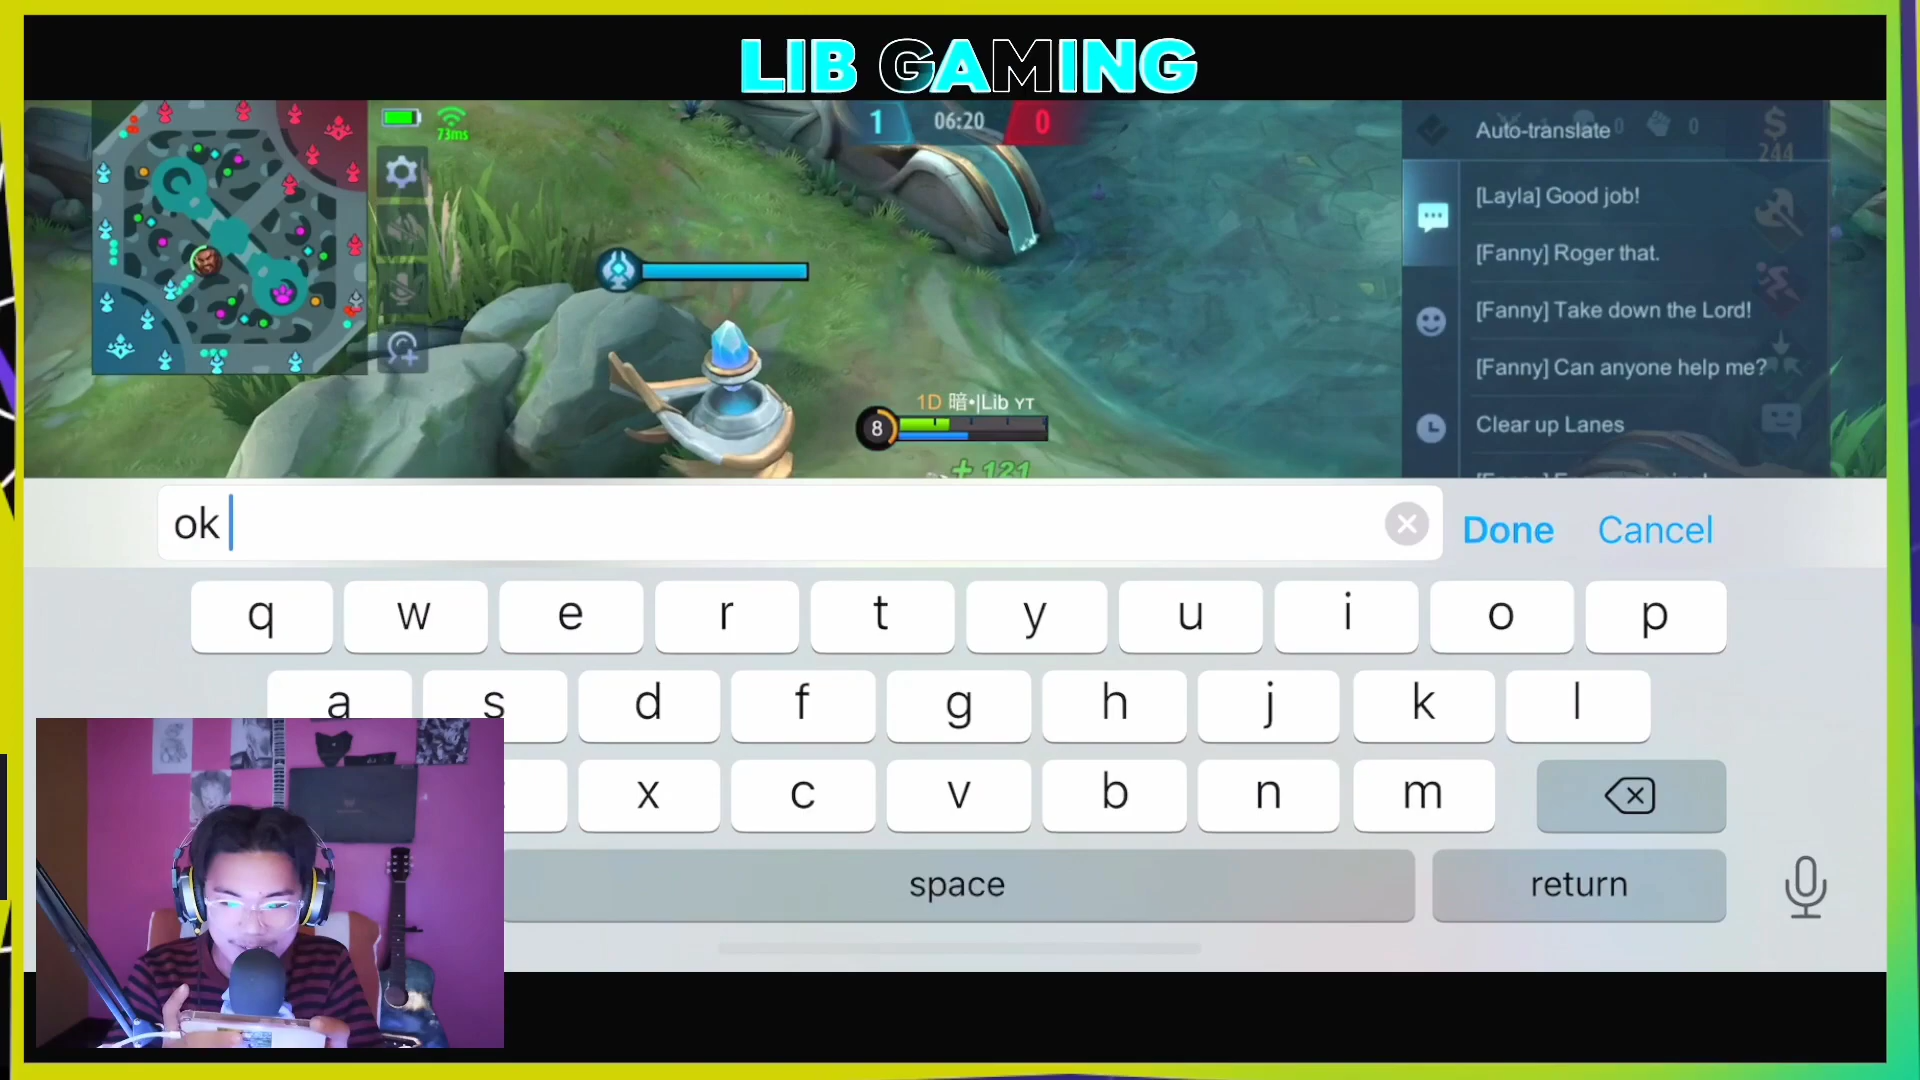 LIB GAMING
73ms
1 06:20 0
Auto-translate 0 0
244
[Layla] Good job!
[Fanny] Roger that.
[Fanny] Take down the Lord!
[Fanny] Can anyone help me?
Clear up Lanes
1D 暗•|Lib YT
8
+ 121
ok
Done Cancel
q w e r t y u i o p
a s d f g h j k l
x c v b n m
space return